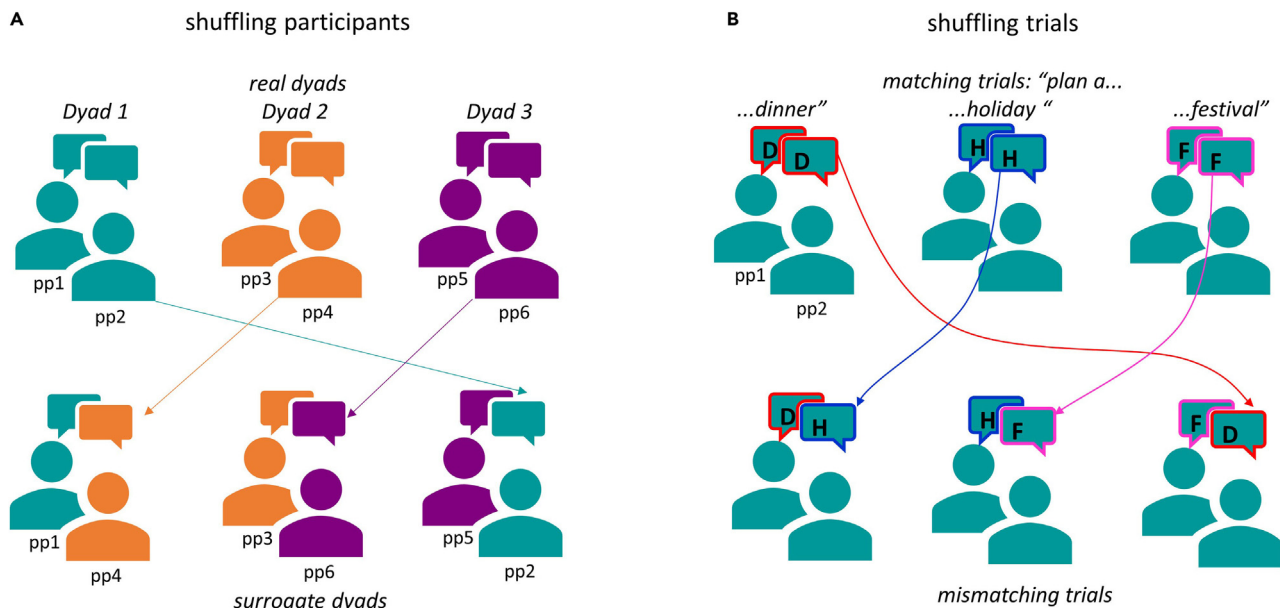 A
shuffling participants
real dyads
Dyad 1
Dyad 2
Dyad 3
pp1
pp2
pp3
pp4
pp5
pp6
pp1
pp4
pp3
pp6
pp5
pp2
surrogate dyads
B
shuffling trials
matching trials: “plan a...
...dinner”
...holiday “
...festival”
D
D
H
H
F
F
pp1
pp2
D
H
H
F
F
D
mismatching trials